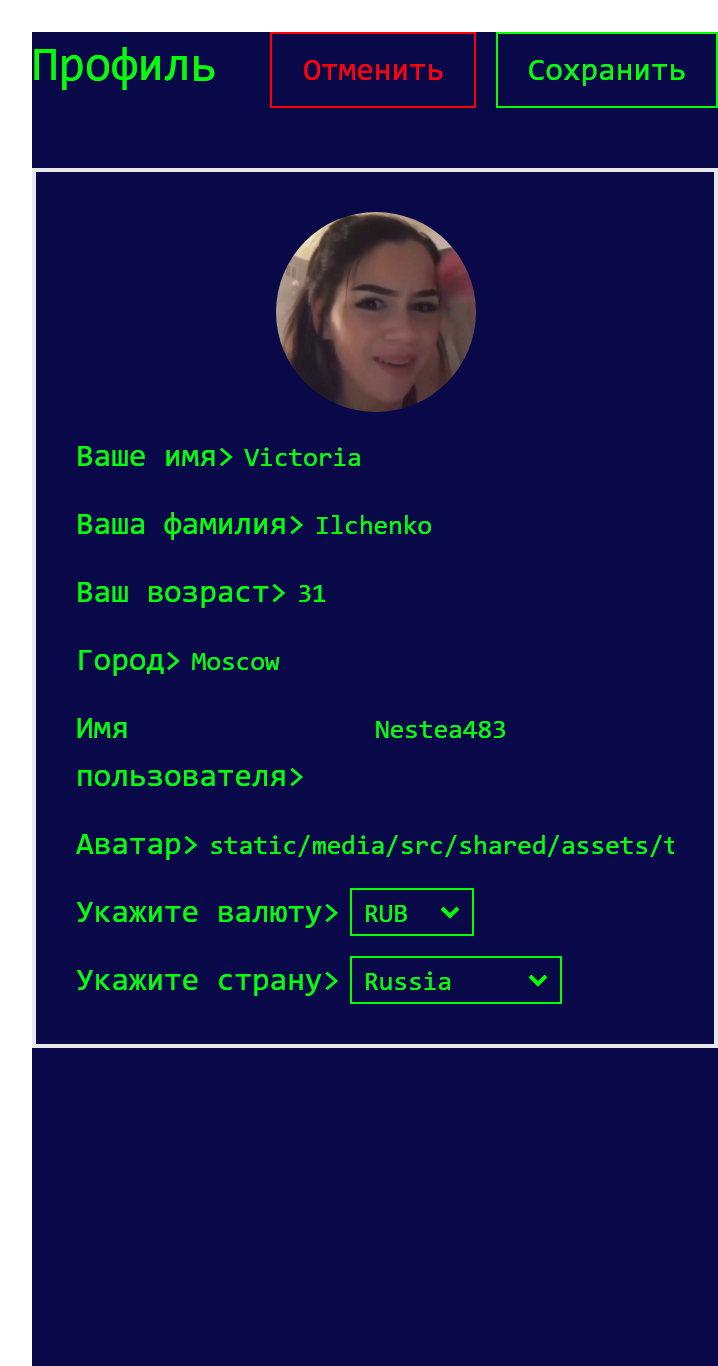 Профиль
Отменить
Сохранить
Ваше имя> Victoria
Ваша фамилия> Ilchenko
Ваш возраст> 31
Город> Moscow
Имя
пользователя> Nestea483
Аватар> static/media/src/shared/assets/t
Укажите валюту> RUB
Укажите страну> Russia